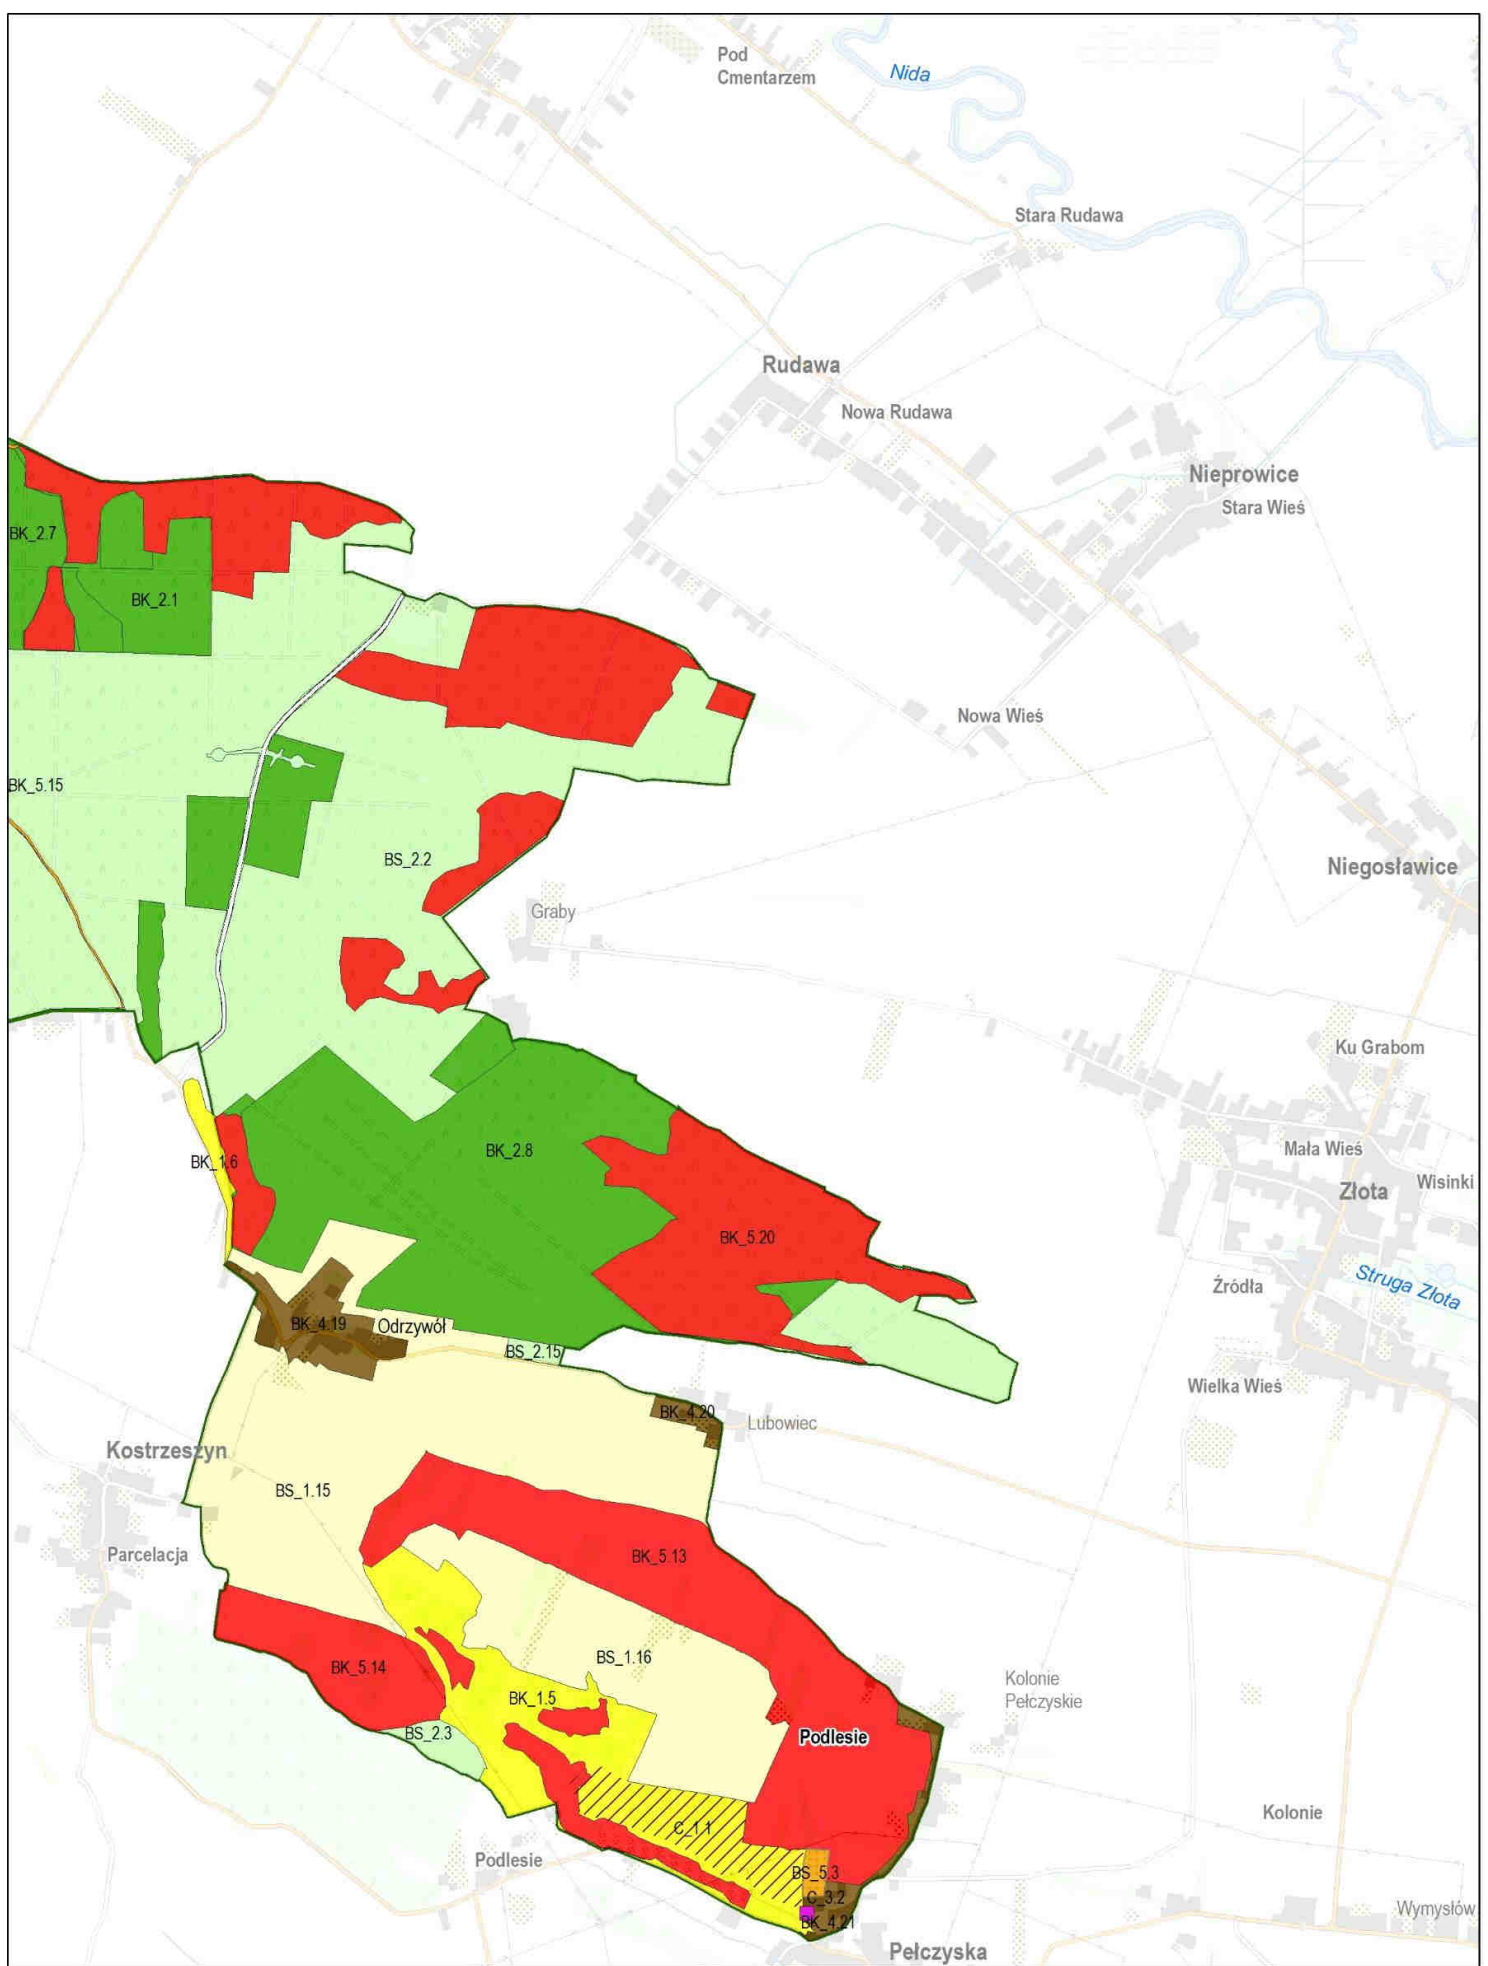 Pod
Cmentarzem
Nida
Stara Rudawa
Rudawa
Nowa Rudawa
Nieprowice
Stara Wieś
BK_2.7
BK_2.1
Nowa Wieś
BK_5.15
BS_2.2
Niegosławice
Graby
Ku Grabom
BK_2.8
Mała Wieś
BK_1.6
Złota
Wisinki
BK_5.20
Źródła
Struga Złota
BK_4.19
Odrzywół
BS_2.15
Wielka Wieś
BK_4.20
Lubowiec
Kostrzeszyn
BS_1.15
Parcelacja
BK_5.13
BS_1.16
BK_5.14
Kolonie
Pełczyskie
BK_1.5
BS_2.3
Podlesie
Kolonie
C_1.1
Podlesie
BS_5.3
C_3.2
Wymysłów
BK_4.21
Pełczyska